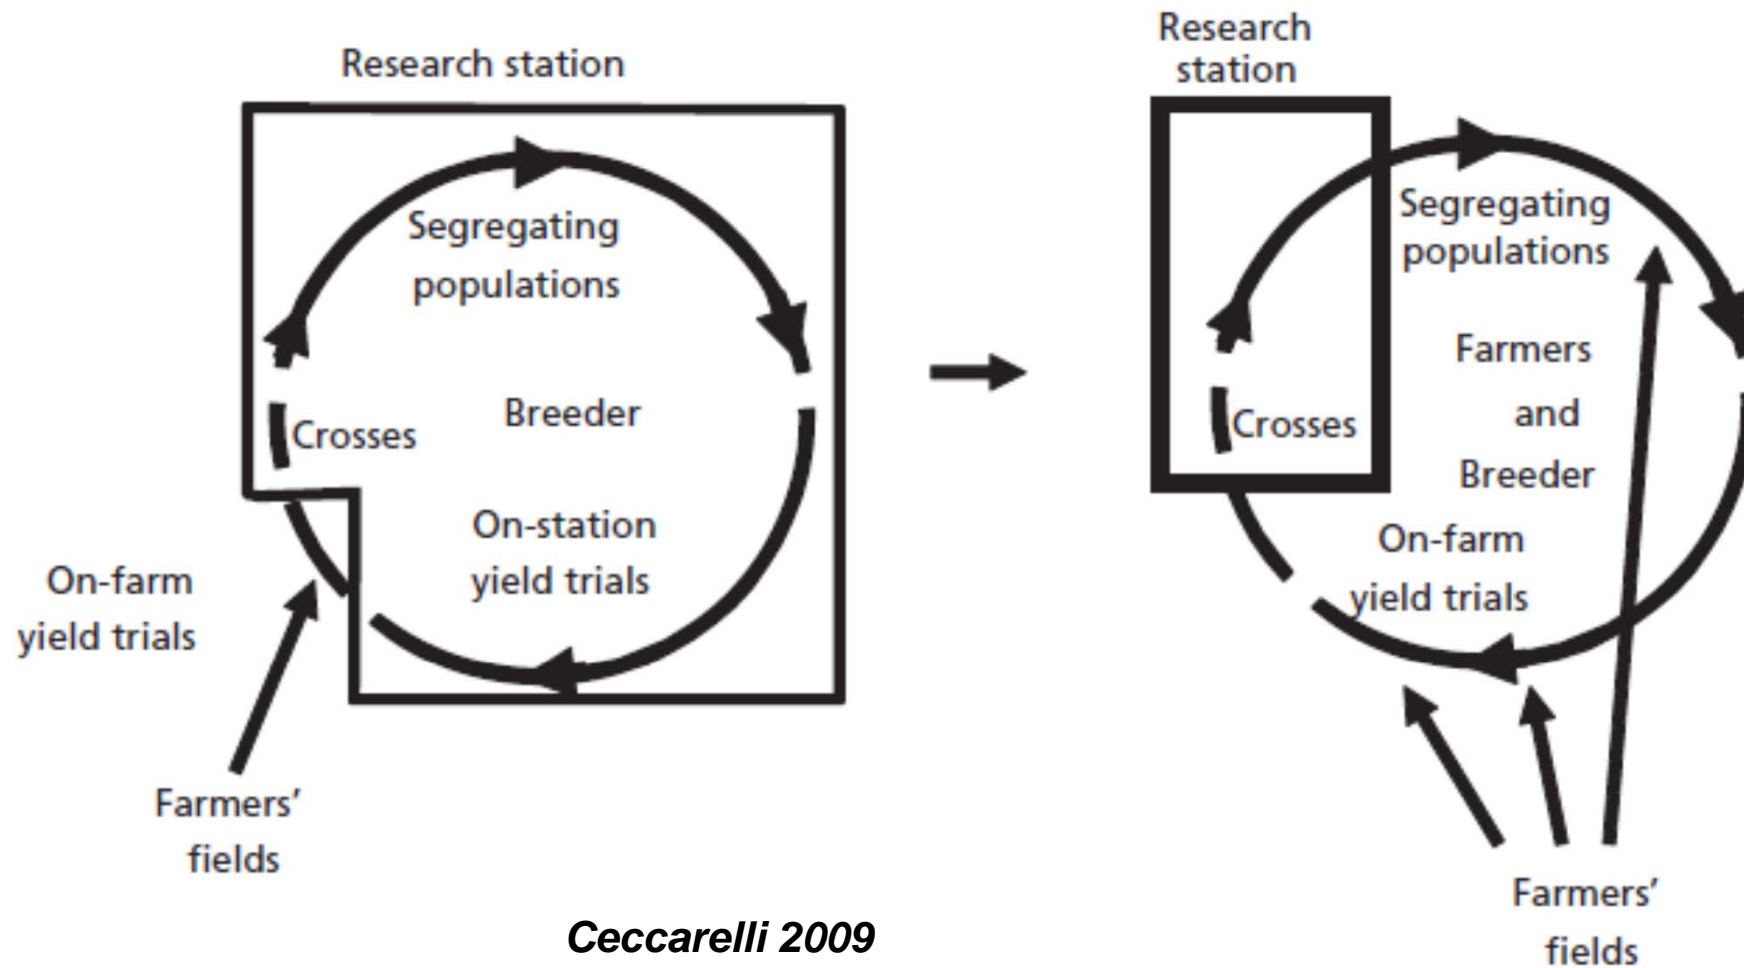 Research station
Segregating
populations
Breeder
Crosses
On-station
yield trials
On-farm
yield trials
Farmers’
fields
Research
station
Segregating
populations
Farmers
and
Breeder
Crosses
On-farm
yield trials
Farmers’
fields
Ceccarelli 2009